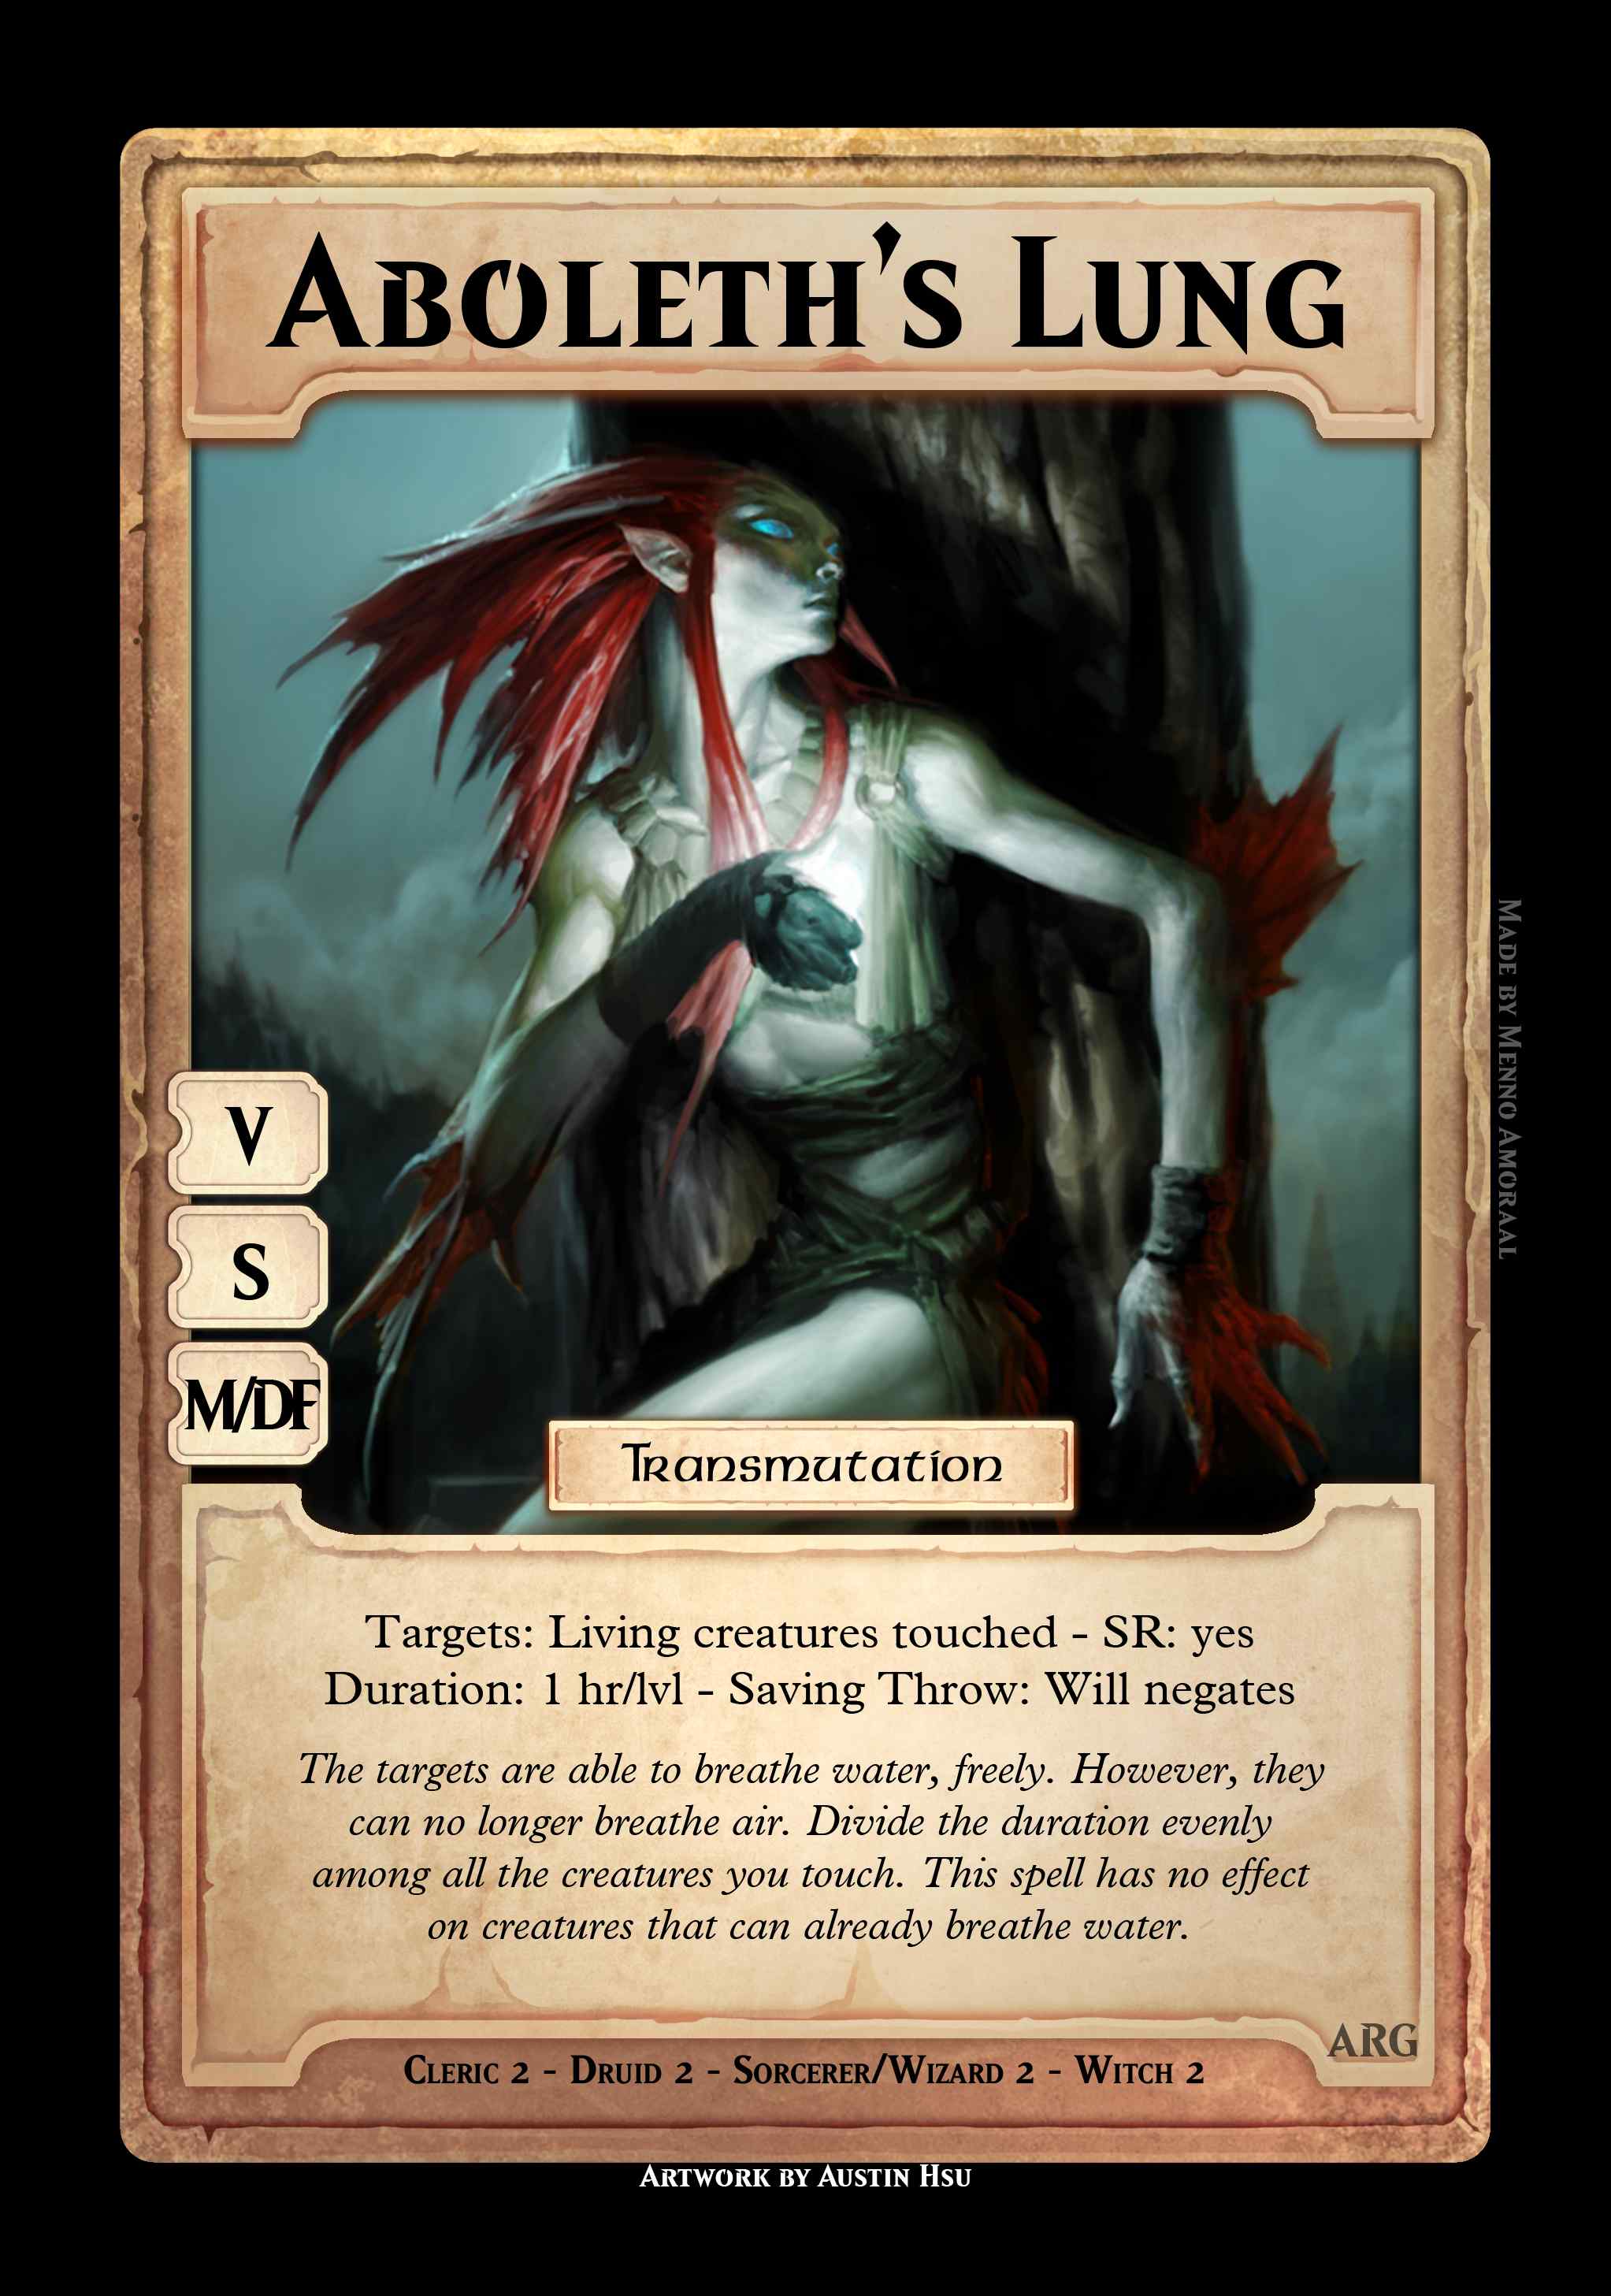 Aboleth's Lung
V
S
M/DF
Transmutation
Targets: Living creatures touched - SR: yes
Duration: 1 hr/lvl - Saving Throw: Will negates
The targets are able to breathe water, freely. However, they
can no longer breathe air. Divide the duration evenly
among all the creatures you touch. This spell has no effect
on creatures that can already breathe water.
ARG
Cleric 2 - Druid 2 - Sorcerer/Wizard 2 - Witch 2
Artwork by Austin Hsu
Made by Menno Amoraal